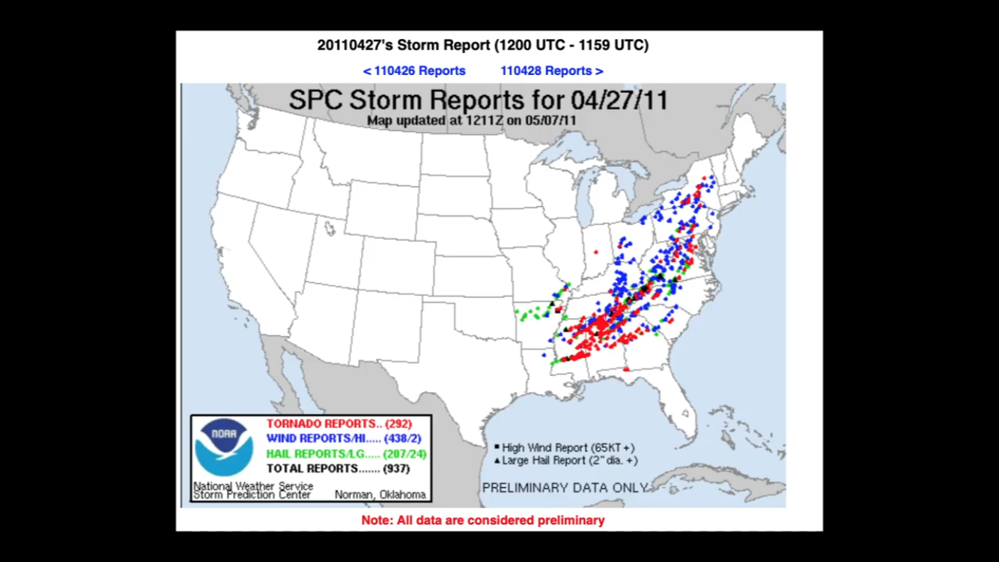 20110427's Storm Report (1200 UTC - 1159 UTC)
< 110426 Reports 110428 Reports >
SPC Storm Reports for 04/27/11
Map updated at 1211Z on 05/07/11
NOAA
TORNADO REPORTS.. (292)
WIND REPORTS/HI..... (438/2)
HAIL REPORTS/LG..... (207/24)
TOTAL REPORTS....... (937)
National Weather Service
Storm Prediction Center Norman, Oklahoma
High Wind Report (65KT +)
Large Hail Report (2" dia. +)
PRELIMINARY DATA ONLY
Note: All data are considered preliminary